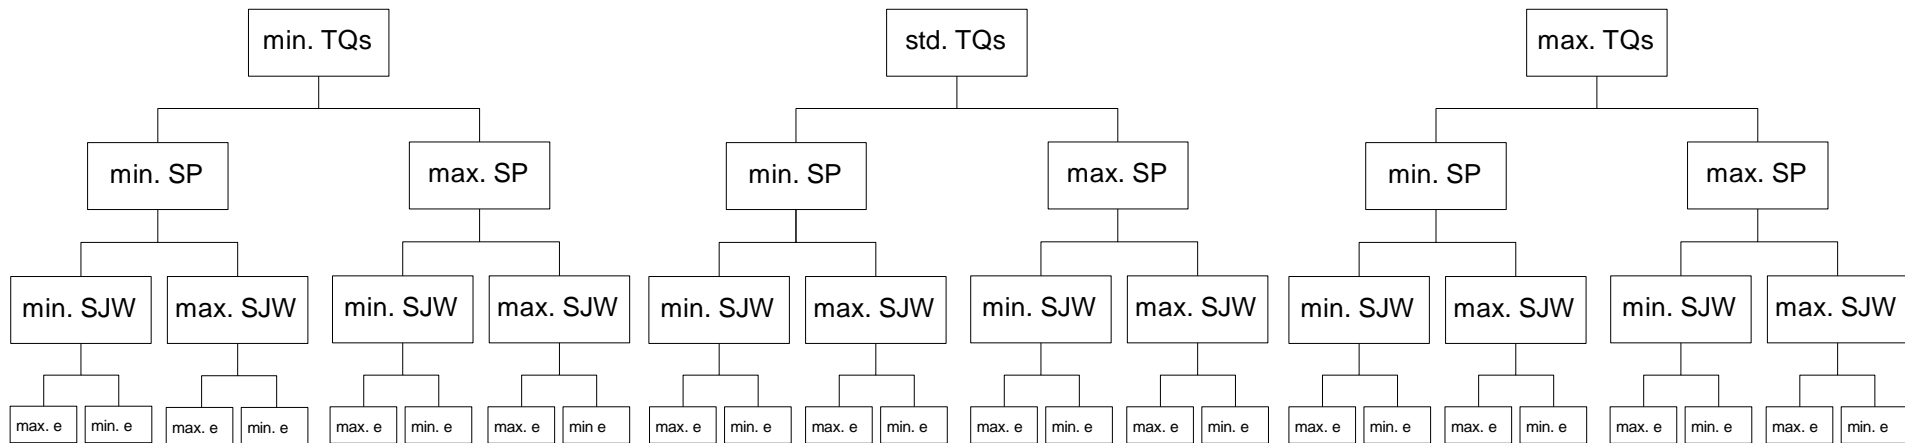 min. TQs
std. TQs
max. TQs
min. SP
max. SP
min. SP
max. SP
min. SP
max. SP
min. SJW
max. SJW
min. SJW
max. SJW
min. SJW
max. SJW
min. SJW
max. SJW
min. SJW
max. SJW
min. SJW
max. SJW
max. e
min. e
max. e
min. e
max. e
min. e
max. e
min e
max. e
min. e
max. e
min. e
max. e
min. e
max. e
min. e
max. e
min. e
max. e
min. e
max. e
min. e
max. e
min. e